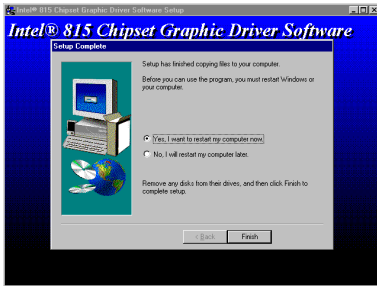 Intel® 815 Chipset Graphic Driver Software Setup
Intel® 815 Chipset Graphic Driver Software
Setup Complete
Setup has finished copying files to your computer.
Before you can use the program, you must restart Windows or
your computer.
Yes, I want to restart my computer now.
No, I will restart my computer later.
Remove any disks from their drives, and then click Finish to
complete setup.
< Back
Finish